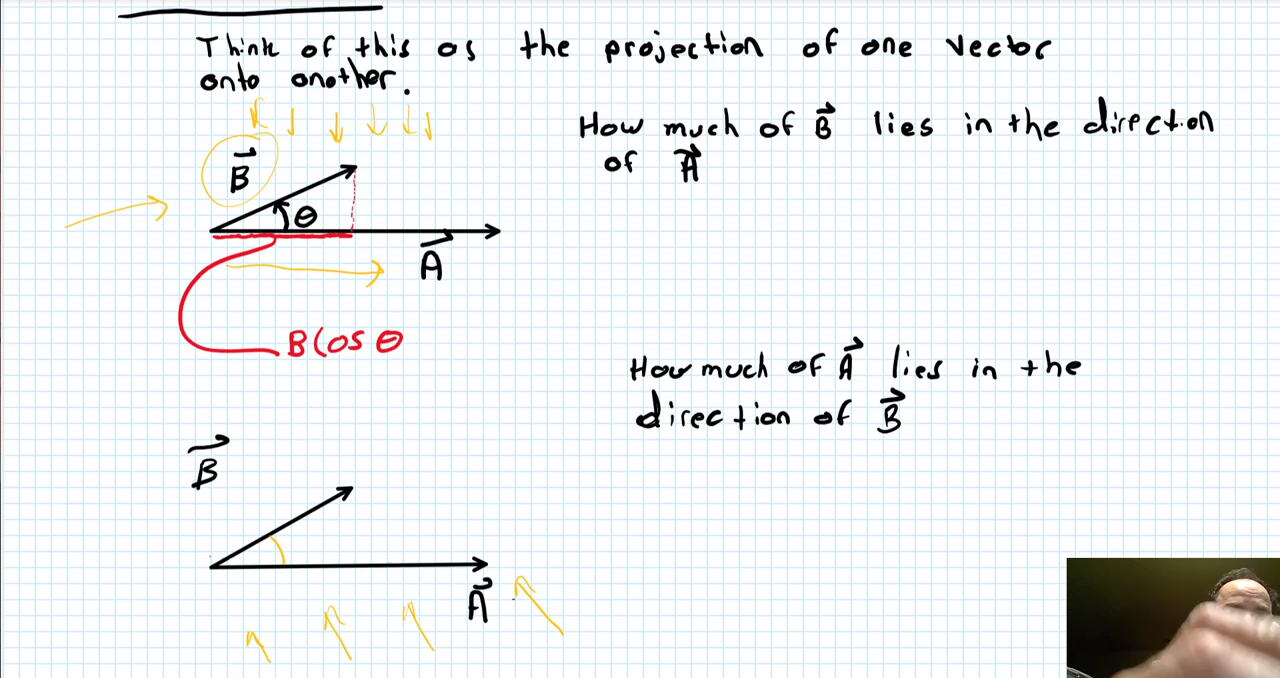 Think of this as the projection of one vector
onto another.
How much of B⃗ lies in the direction
of A⃗
B⃗
θ
A⃗
B Cos θ
How much of A⃗ lies in the
direction of B⃗
B⃗
A⃗